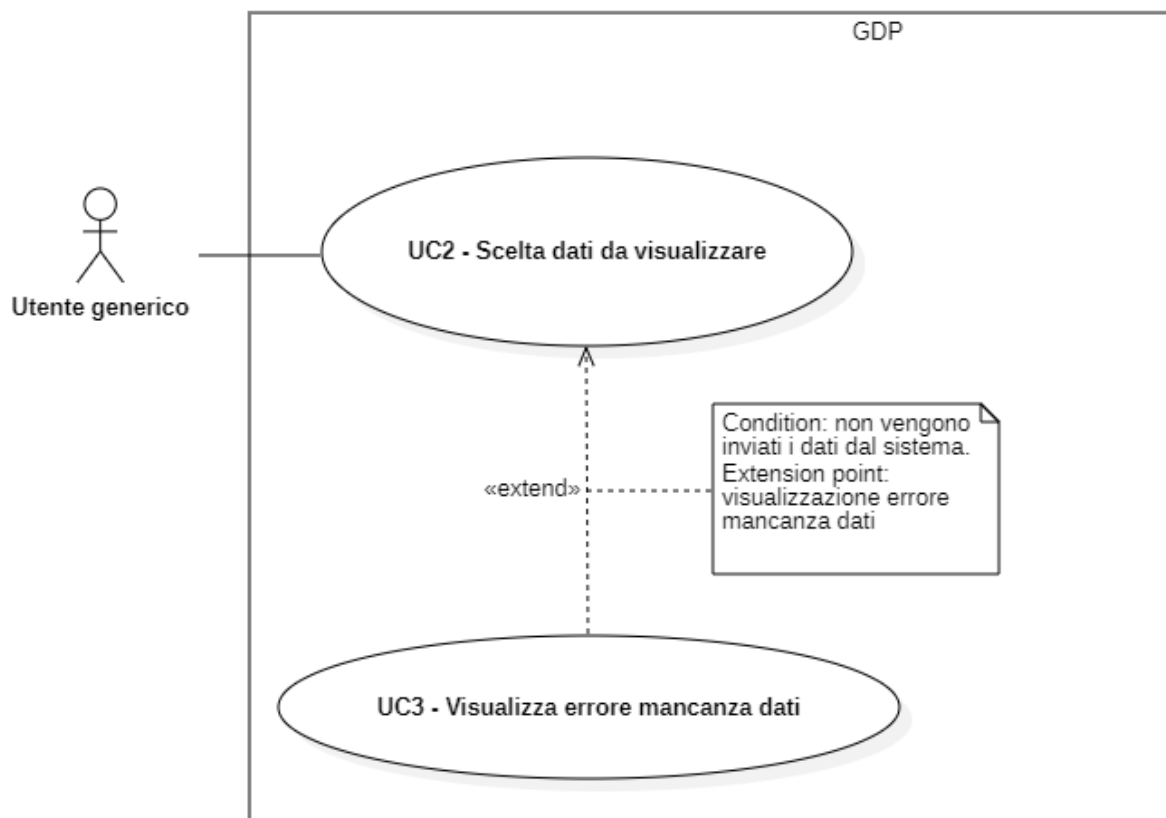 GDP
UC2 - Scelta dati da visualizzare
Utente generico
Condition: non vengono
inviati i dati dal sistema.
Extension point:
visualizzazione errore
mancanza dati
«extend»
UC3 - Visualizza errore mancanza dati